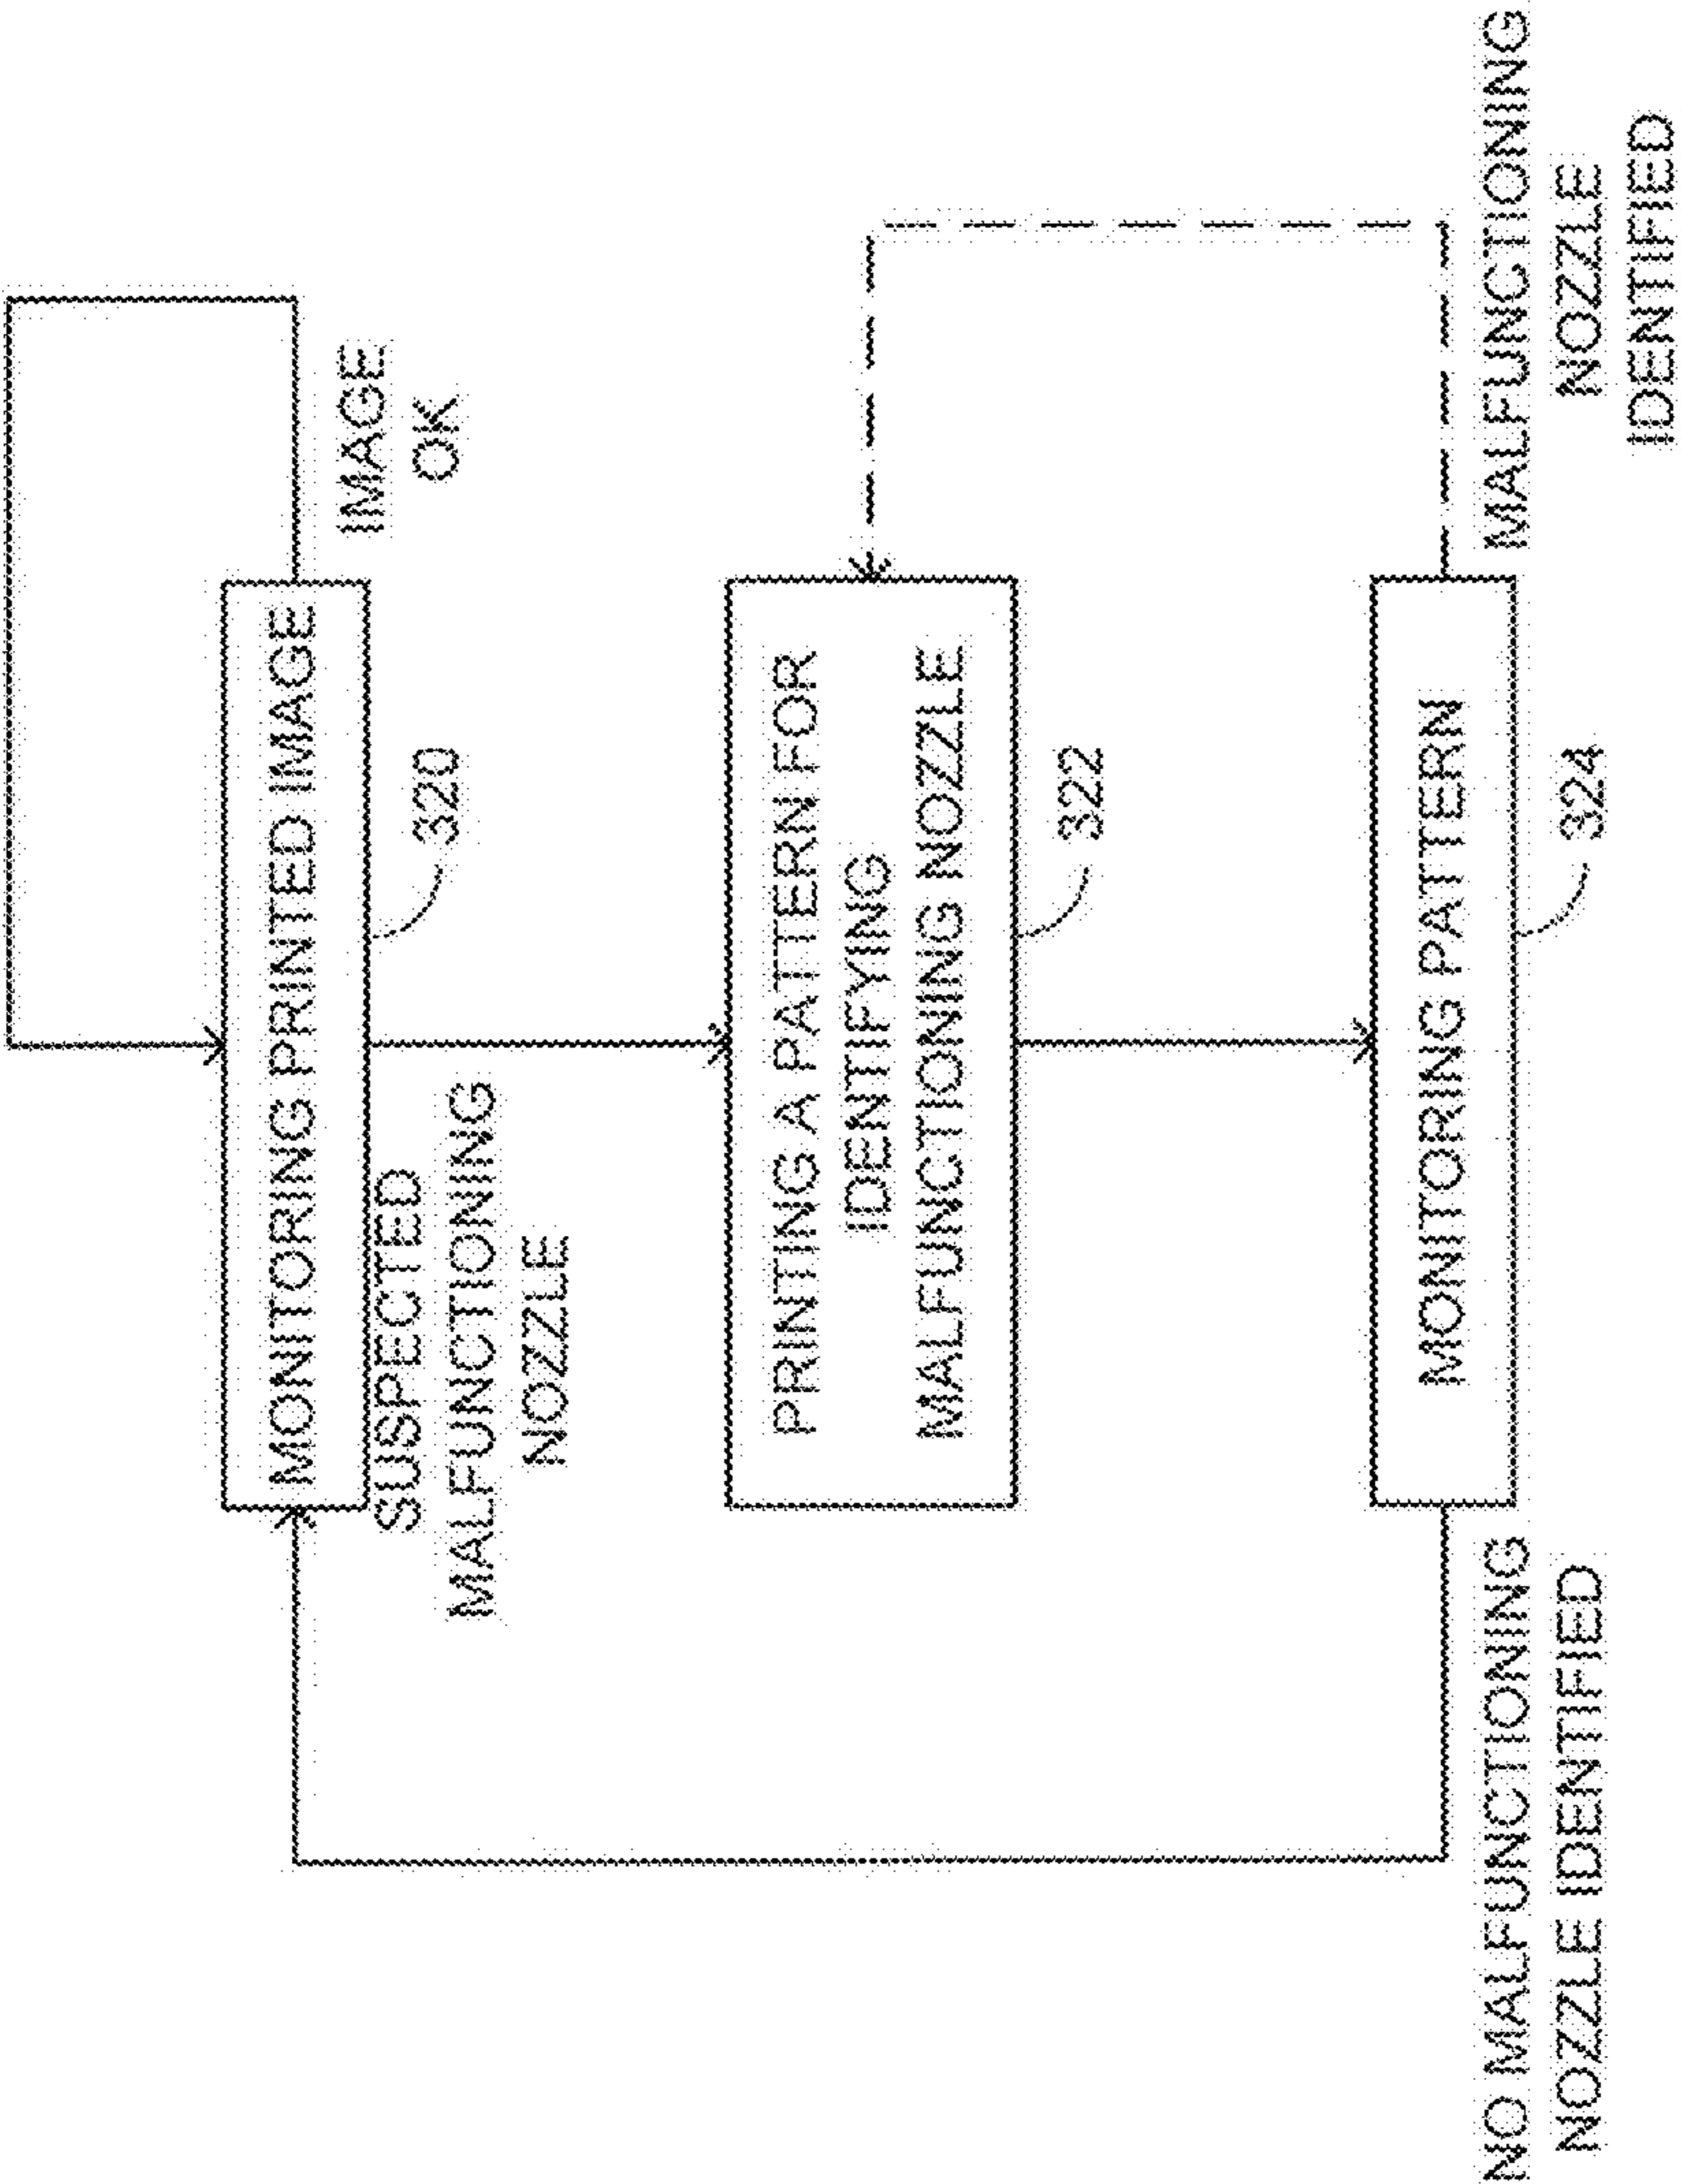 IMAGE
OK
MONITORING PRINTED IMAGE
320
SUSPECTED
MALFUNCTIONING
NOZZLE
PRINTING A PATTERN FOR
IDENTIFYING
MALFUNCTIONING NOZZLE
322
MONITORING PATTERN
324
NO MALFUNCTIONING
NOZZLE IDENTIFIED
MALFUNCTIONING
NOZZLE
IDENTIFIED